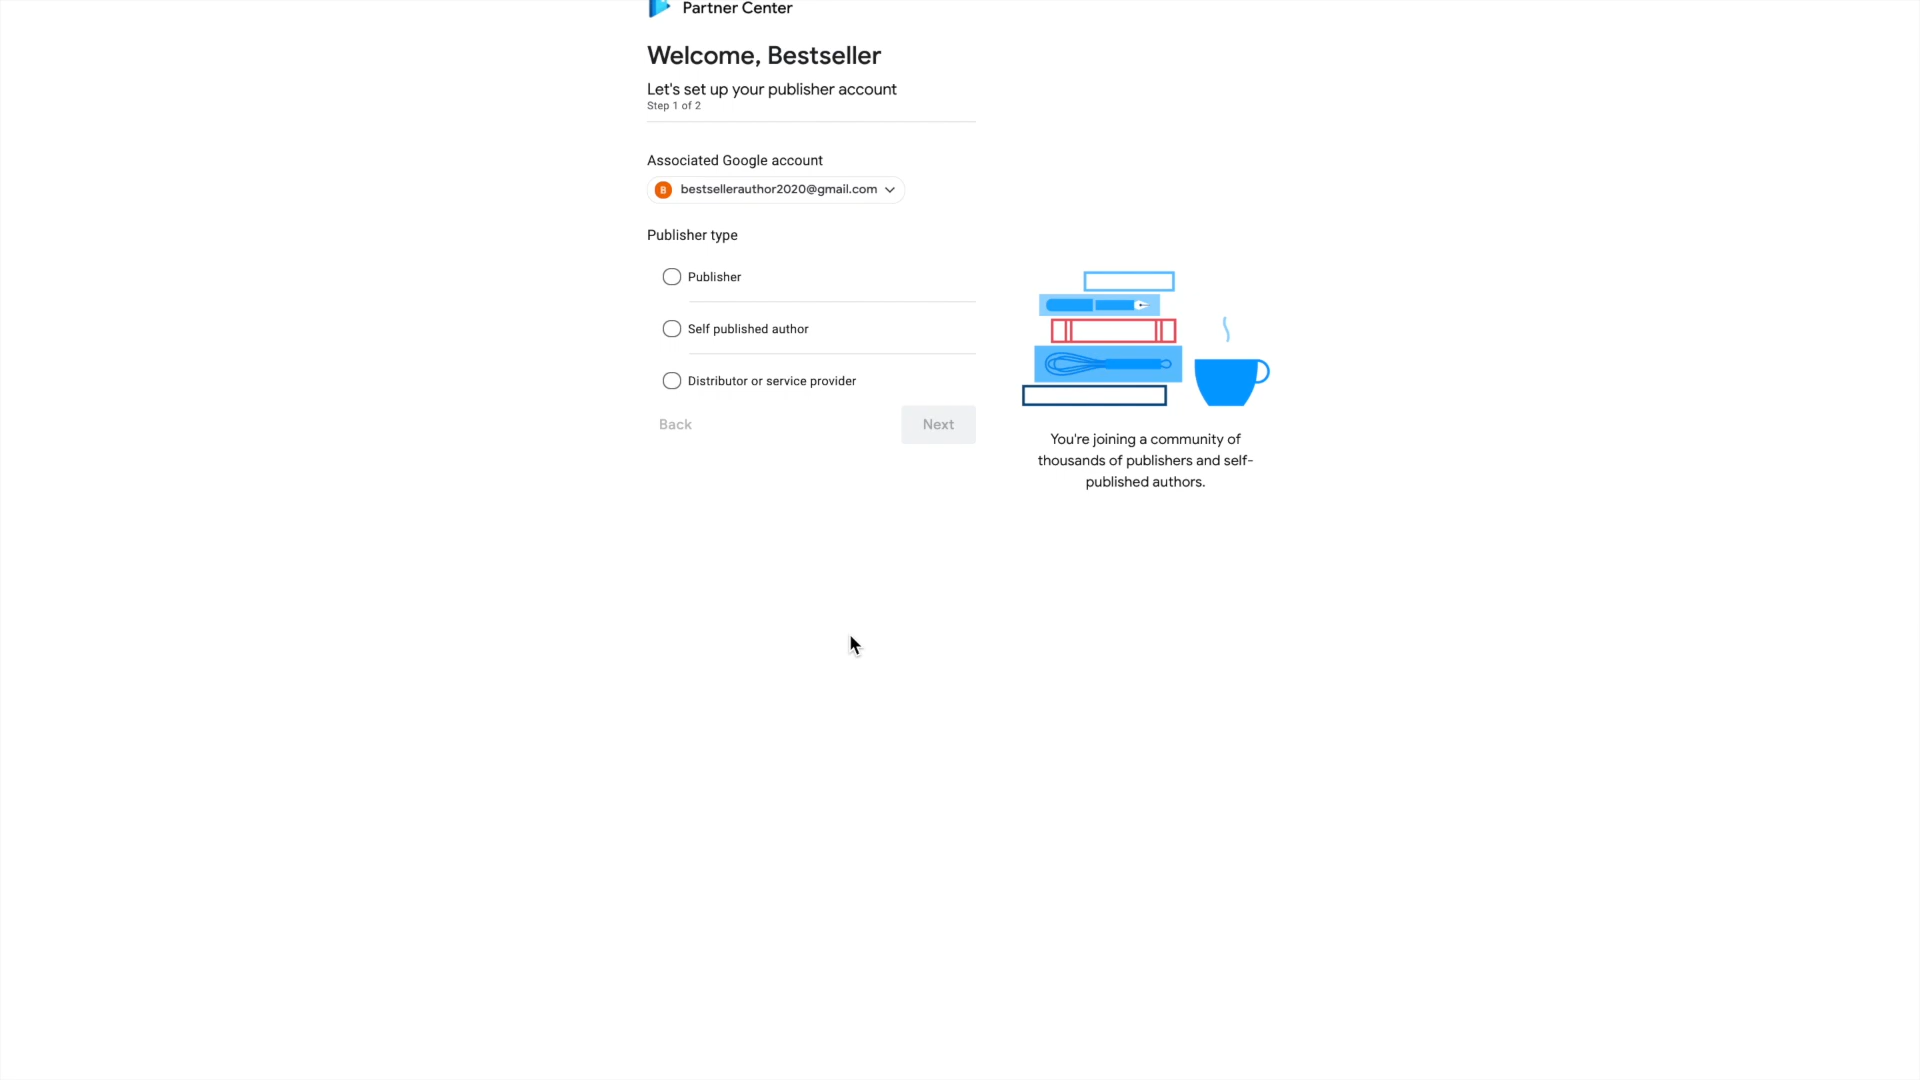 Partner Center
Welcome, Bestseller
Let's set up your publisher account
Step 1 of 2
Associated Google account
B bestsellerauthor2020@gmail.com
Publisher type
Publisher
Self published author
Distributor or service provider
Back
Next
You're joining a community of
thousands of publishers and self-
published authors.